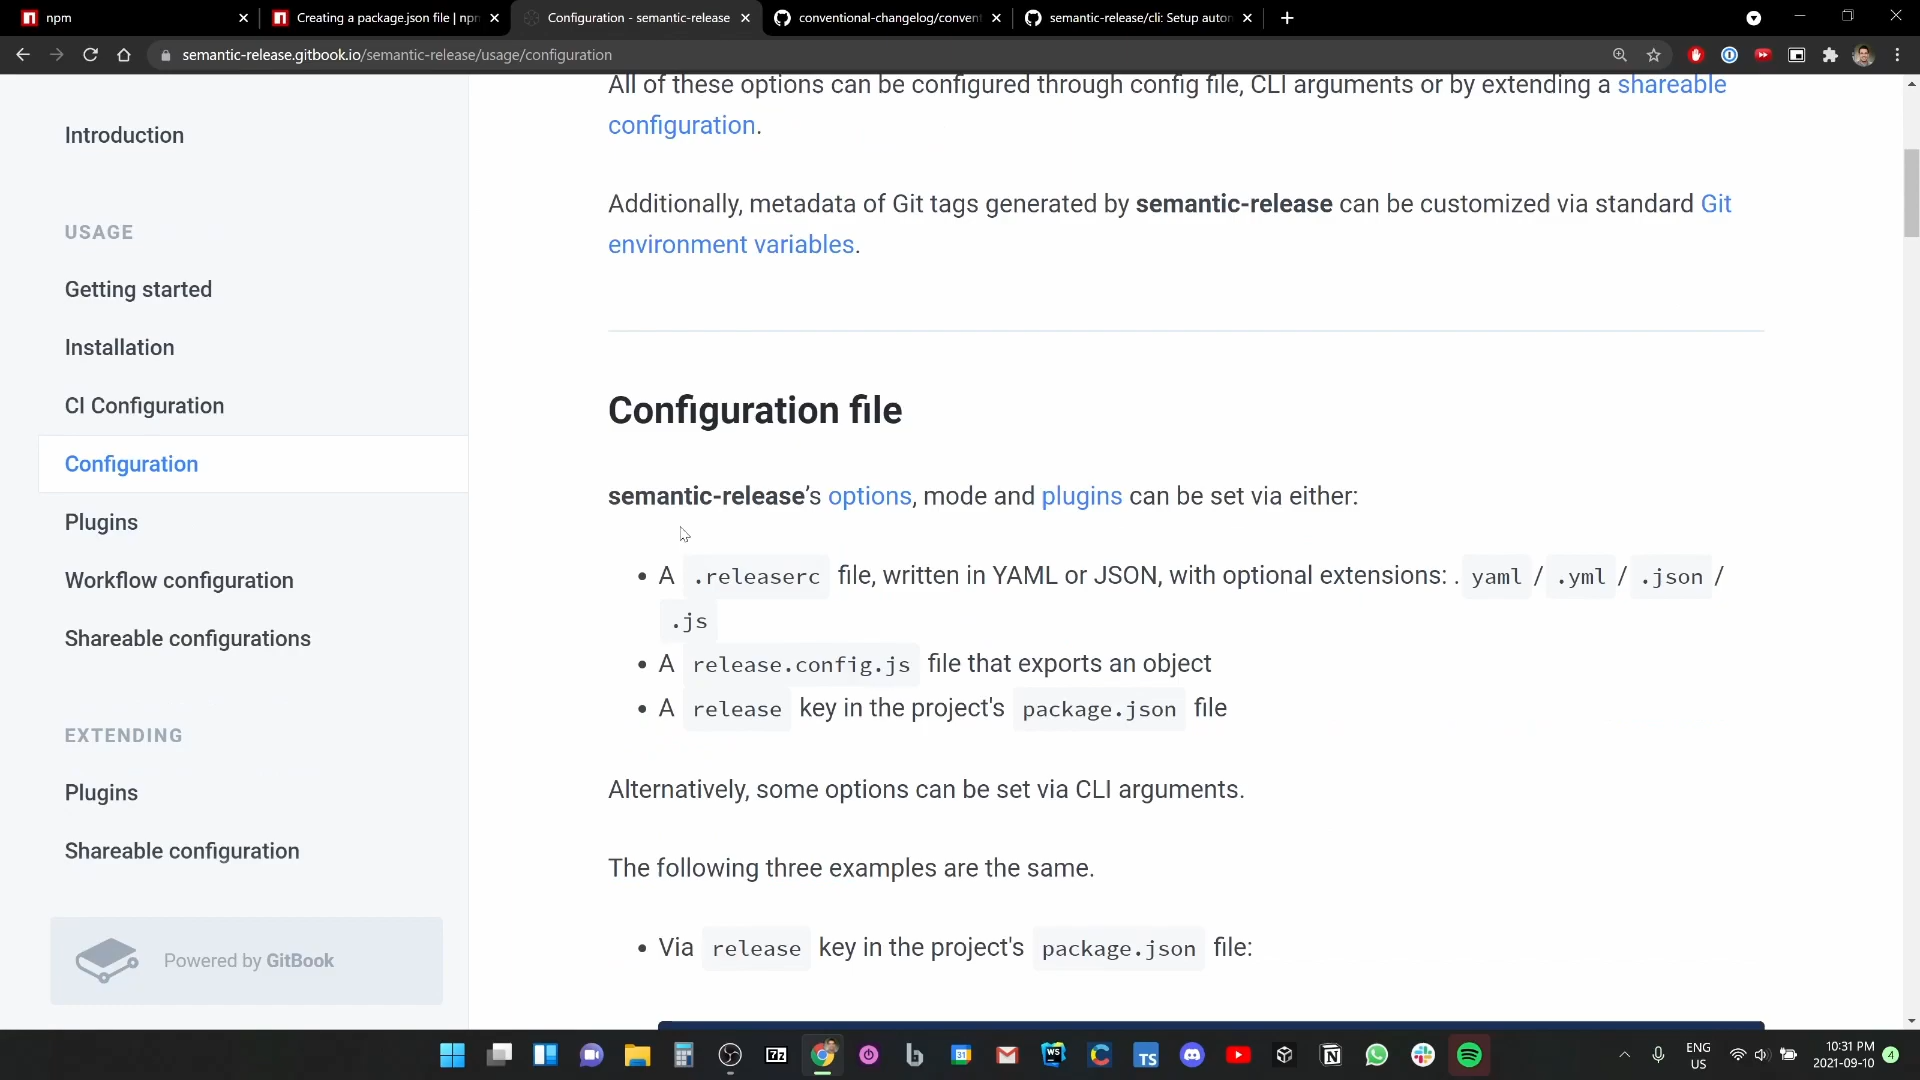 npm
Creating a package.json file | npm
Configuration - semantic-release
conventional-changelog/convent
semantic-release/cli: Setup autor
semantic-release.gitbook.io/semantic-release/usage/configuration
Introduction
USAGE
Getting started
Installation
CI Configuration
Configuration
Plugins
Workflow configuration
Shareable configurations
EXTENDING
Plugins
Shareable configuration
Powered by GitBook
All of these options can be configured through config file, CLI arguments or by extending a shareable
configuration.
Additionally, metadata of Git tags generated by semantic-release can be customized via standard Git
environment variables.
Configuration file
semantic-release’s options, mode and plugins can be set via either:
• A .releaserc file, written in YAML or JSON, with optional extensions: . yaml / .yml / .json /
.js
• A release.config.js file that exports an object
• A release key in the project's package.json file
Alternatively, some options can be set via CLI arguments.
The following three examples are the same.
• Via release key in the project's package.json file:
7z
b
31
WS
C
TS
N
ENG
US
10:31 PM
2021-09-10
4